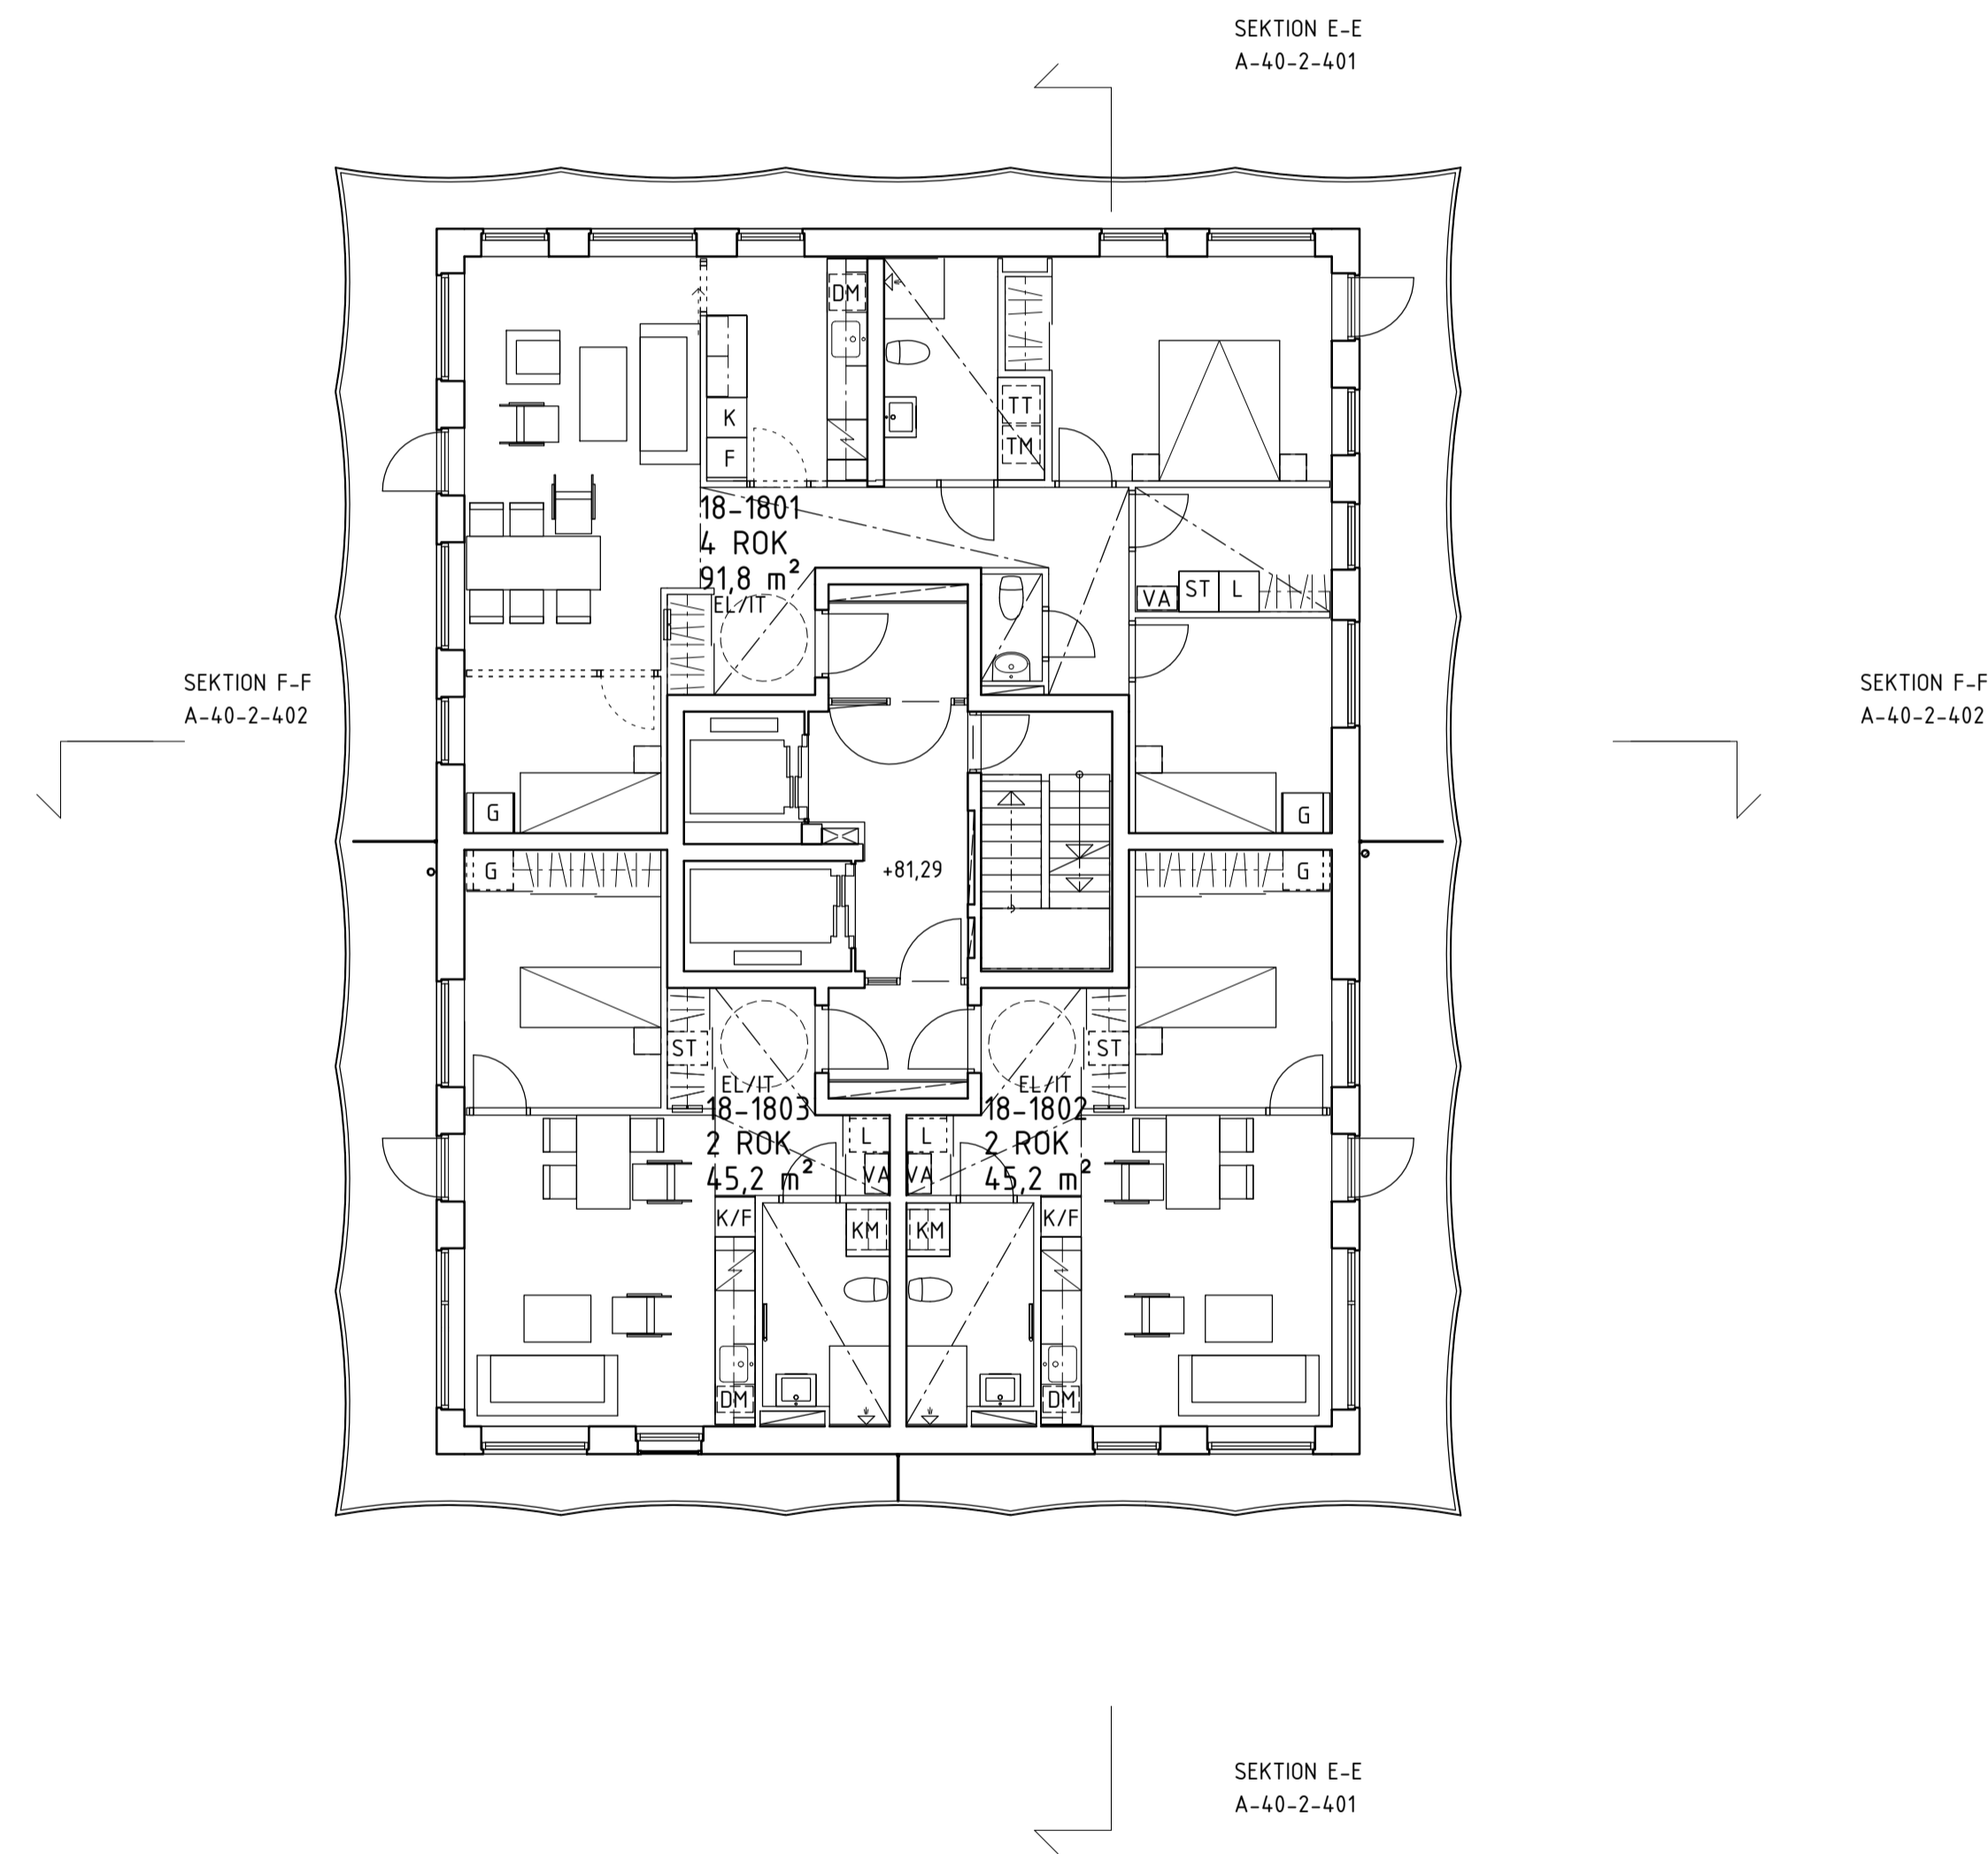 SEKTION E-E
A-40-2-401
DM
K
F
TT
TM
18-1801
4 ROK
91,8 m²
EL/IT
VA
ST
L
SEKTION F-F
A-40-2-402
SEKTION F-F
A-40-2-402
G
G
G
+81,29
G
ST
ST
EL/IT
18-1803
2 ROK
45,2 m²
EL/IT
18-1802
2 ROK
45,2 m²
L
L
VA
VA
K/F
KM
KM
K/F
DM
DM
SEKTION E-E
A-40-2-401